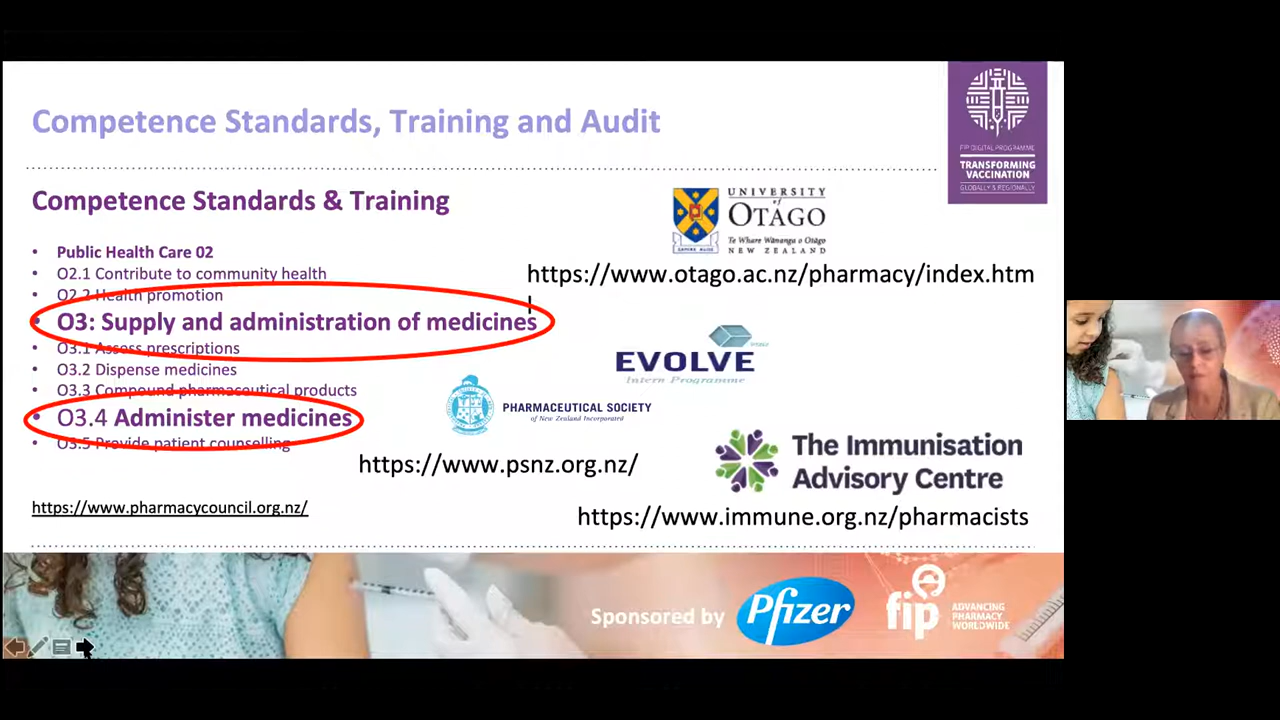 Competence Standards, Training and Audit
FIP DIGITAL PROGRAMME
TRANSFORMING
VACCINATION
GLOBALLY & REGIONALLY
Competence Standards & Training
• Public Health Care 02
• O2.1 Contribute to community health
• O2.2 Health promotion
• O3: Supply and administration of medicines
• O3.1 Assess prescriptions
• O3.2 Dispense medicines
• O3.3 Compound pharmaceutical products
• O3.4 Administer medicines
• O3.5 Provide patient counselling
https://www.pharmacycouncil.org.nz/
UNIVERSITY
of
OTAGO
Te Whare Wānanga o Otāgo
NEW ZEALAND
SAPERE AUDE
https://www.otago.ac.nz/pharmacy/index.htm
l
EVOLVE
Intern Programme
PHARMACEUTICAL SOCIETY
of New Zealand Incorporated
https://www.psnz.org.nz/
The Immunisation
Advisory Centre
https://www.immune.org.nz/pharmacists
Sponsored by
Pfizer
fip
ADVANCING
PHARMACY
WORLDWIDE